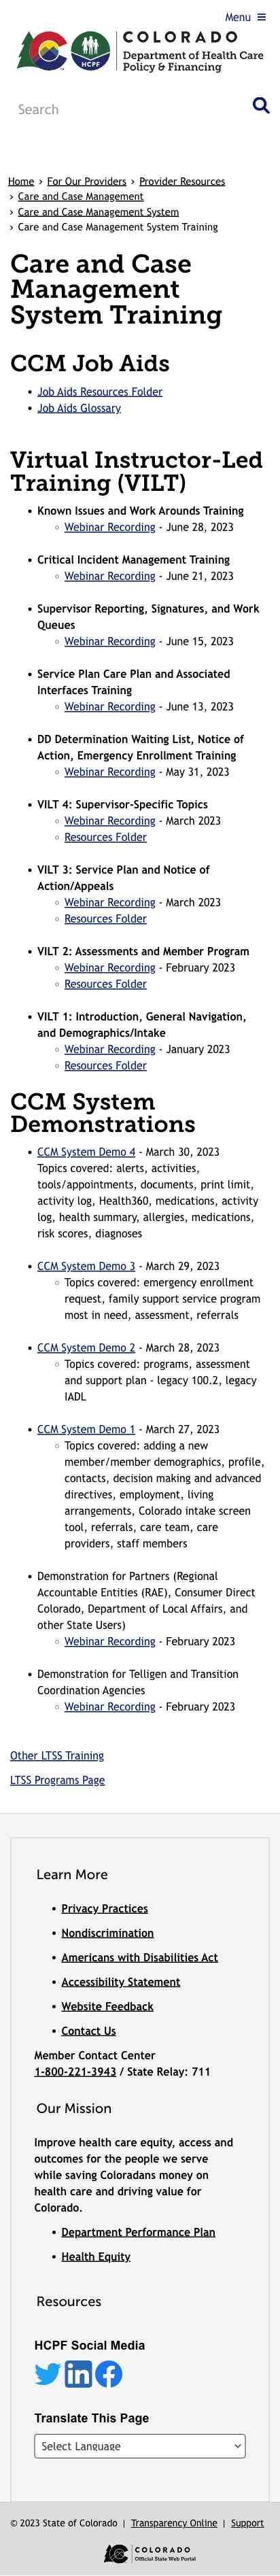 Menu
COLORADO
Department of Health Care
Policy & Financing
HCPF
Search
Home > For Our Providers > Provider Resources
> Care and Case Management
> Care and Case Management System
> Care and Case Management System Training
Care and Case
Management
System Training
CCM Job Aids
Job Aids Resources Folder
Job Aids Glossary
Virtual Instructor-Led
Training (VILT)
Known Issues and Work Arounds Training
Webinar Recording - June 28, 2023
Critical Incident Management Training
Webinar Recording - June 21, 2023
Supervisor Reporting, Signatures, and Work
Queues
Webinar Recording - June 15, 2023
Service Plan Care Plan and Associated
Interfaces Training
Webinar Recording - June 13, 2023
DD Determination Waiting List, Notice of
Action, Emergency Enrollment Training
Webinar Recording - May 31, 2023
VILT 4: Supervisor-Specific Topics
Webinar Recording - March 2023
Resources Folder
VILT 3: Service Plan and Notice of
Action/Appeals
Webinar Recording - March 2023
Resources Folder
VILT 2: Assessments and Member Program
Webinar Recording - February 2023
Resources Folder
VILT 1: Introduction, General Navigation,
and Demographics/Intake
Webinar Recording - January 2023
Resources Folder
CCM System
Demonstrations
CCM System Demo 4 - March 30, 2023
Topics covered: alerts, activities,
tools/appointments, documents, print limit,
activity log, Health360, medications, activity
log, health summary, allergies, medications,
risk scores, diagnoses
CCM System Demo 3 - March 29, 2023
Topics covered: emergency enrollment
request, family support service program
most in need, assessment, referrals
CCM System Demo 2 - March 28, 2023
Topics covered: programs, assessment
and support plan - legacy 100.2, legacy
IADL
CCM System Demo 1 - March 27, 2023
Topics covered: adding a new
member/member demographics, profile,
contacts, decision making and advanced
directives, employment, living
arrangements, Colorado intake screen
tool, referrals, care team, care
providers, staff members
Demonstration for Partners (Regional
Accountable Entities (RAE), Consumer Direct
Colorado, Department of Local Affairs, and
other State Users)
Webinar Recording - February 2023
Demonstration for Telligen and Transition
Coordination Agencies
Webinar Recording - February 2023
Other LTSS Training
LTSS Programs Page
Learn More
Privacy Practices
Nondiscrimination
Americans with Disabilities Act
Accessibility Statement
Website Feedback
Contact Us
Member Contact Center
1-800-221-3943 / State Relay: 711
Our Mission
Improve health care equity, access and
outcomes for the people we serve
while saving Coloradans money on
health care and driving value for
Colorado.
Department Performance Plan
Health Equity
Resources
HCPF Social Media
Translate This Page
Select Language
© 2023 State of Colorado | Transparency Online | Support
COLORADO
Official State Web Portal